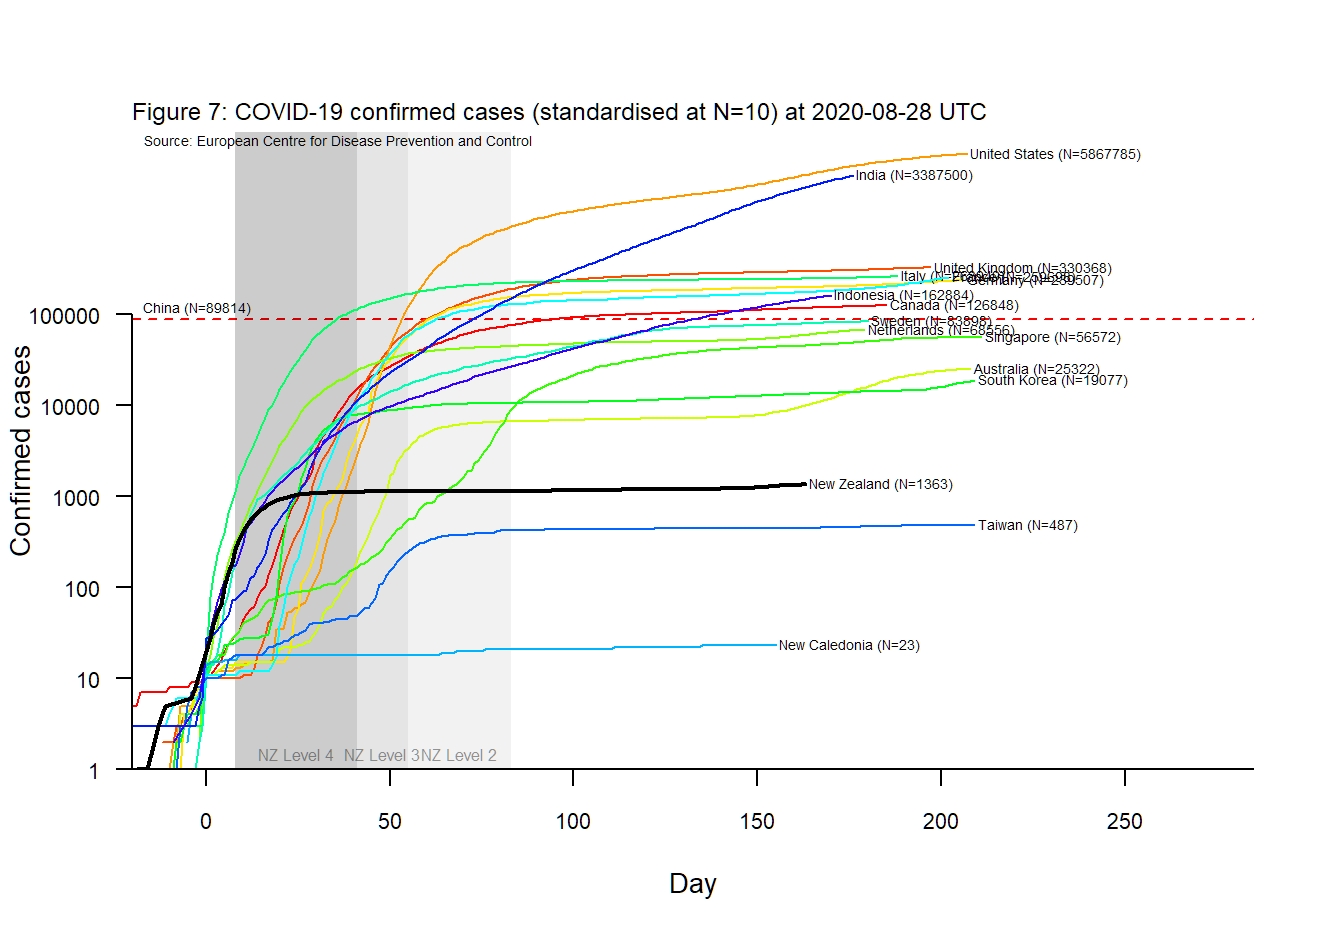 Figure 7: COVID-19 confirmed cases (standardised at N=10) at 2020-08-28 UTC
Source: European Centre for Disease Prevention and Control
United States (N=5867785)
India (N=3387500)
United Kingdom (N=330368)
Italy
Germany (N=239507)
Indonesia (N=162884)
Canada (N=126848)
China (N=89814)
Sweden (N=83898)
Netherlands (N=68556)
Singapore (N=56572)
Australia (N=25322)
South Korea (N=19077)
New Zealand (N=1363)
Taiwan (N=487)
New Caledonia (N=23)
NZ Level 4
NZ Level 3
NZ Level 2
Confirmed cases
100000
10000
1000
100
10
1
0
50
100
150
200
250
Day